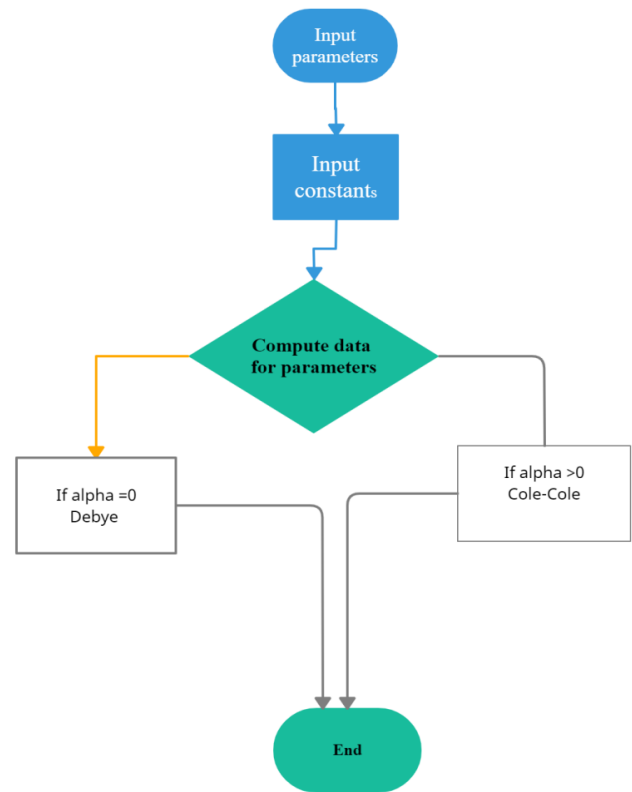 Input
parameters
Input
constants
Compute data
for parameters
If alpha =0
Debye
If alpha >0
Cole-Cole
End